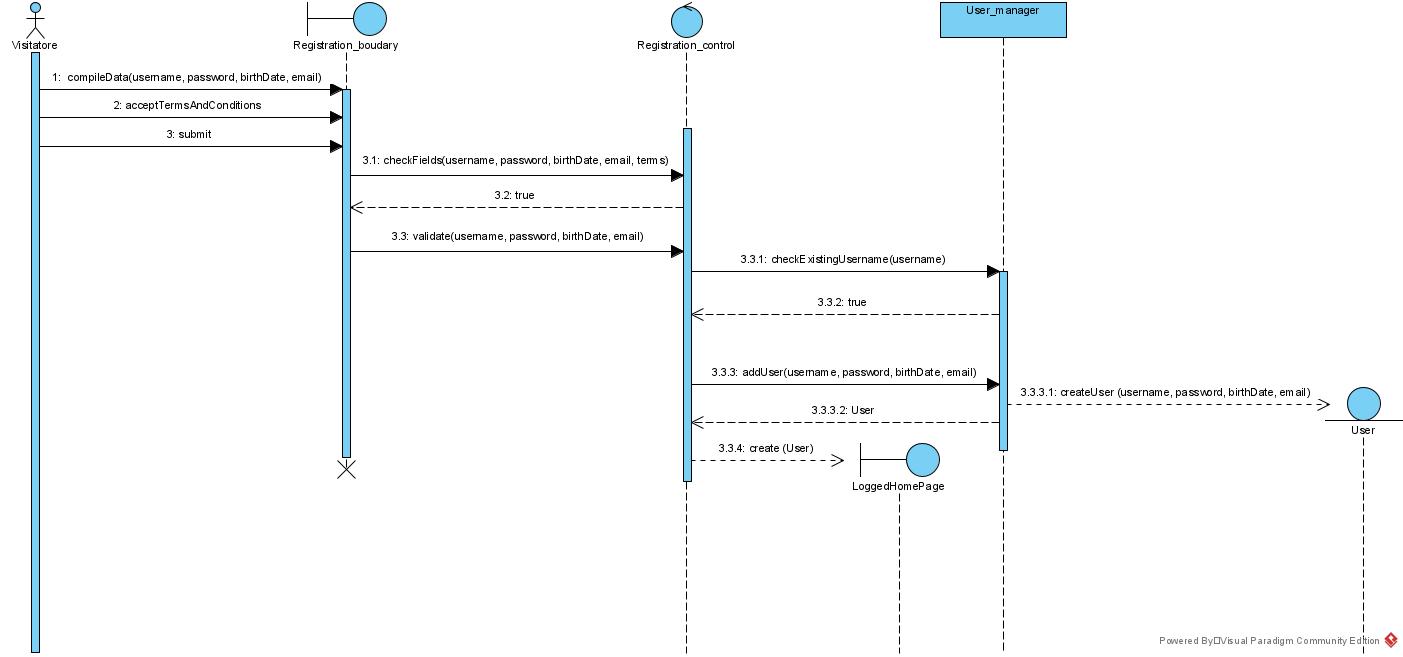 User_manager
Visitatore
Registration_boudary
Registration_control
1: compileData(username, password, birthDate, email)
2: acceptTermsAndConditions
3: submit
3.1: checkFields(username, password, birthDate, email, terms)
3.2: true
3.3: validate(username, password, birthDate, email)
3.3.1: checkExistingUsername(username)
3.3.2: true
3.3.3: addUser(username, password, birthDate, email)
3.3.3.1: createUser (username, password, birthDate, email)
3.3.3.2: User
User
3.3.4: create (User)
LoggedHomePage
Powered By Visual Paradigm Community Edition